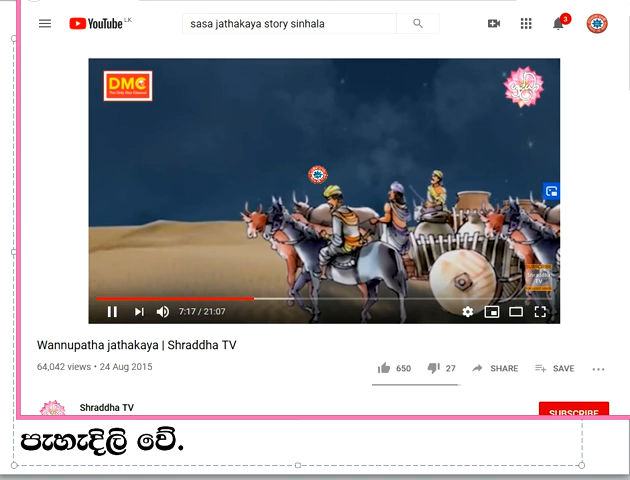 YouTube LK
sasa jathakaya story sinhala
3
DMC
7:17 / 21:07
Wannupatha jathakaya | Shraddha TV
64,042 views • 24 Aug 2015
650
27
SHARE
SAVE
Shraddha TV
SUBSCRIBE
පැහැදිලි වේ.